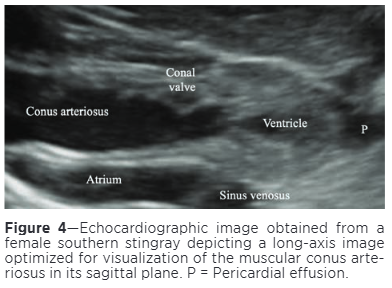 Conal
valve
Conus arteriosus
Ventricle
P
Atrium
Sinus venosus
Figure 4—Echocardiographic image obtained from a
female southern stingray depicting a long-axis image
optimized for visualization of the muscular conus arte-
riosus in its sagittal plane. P = Pericardial effusion.